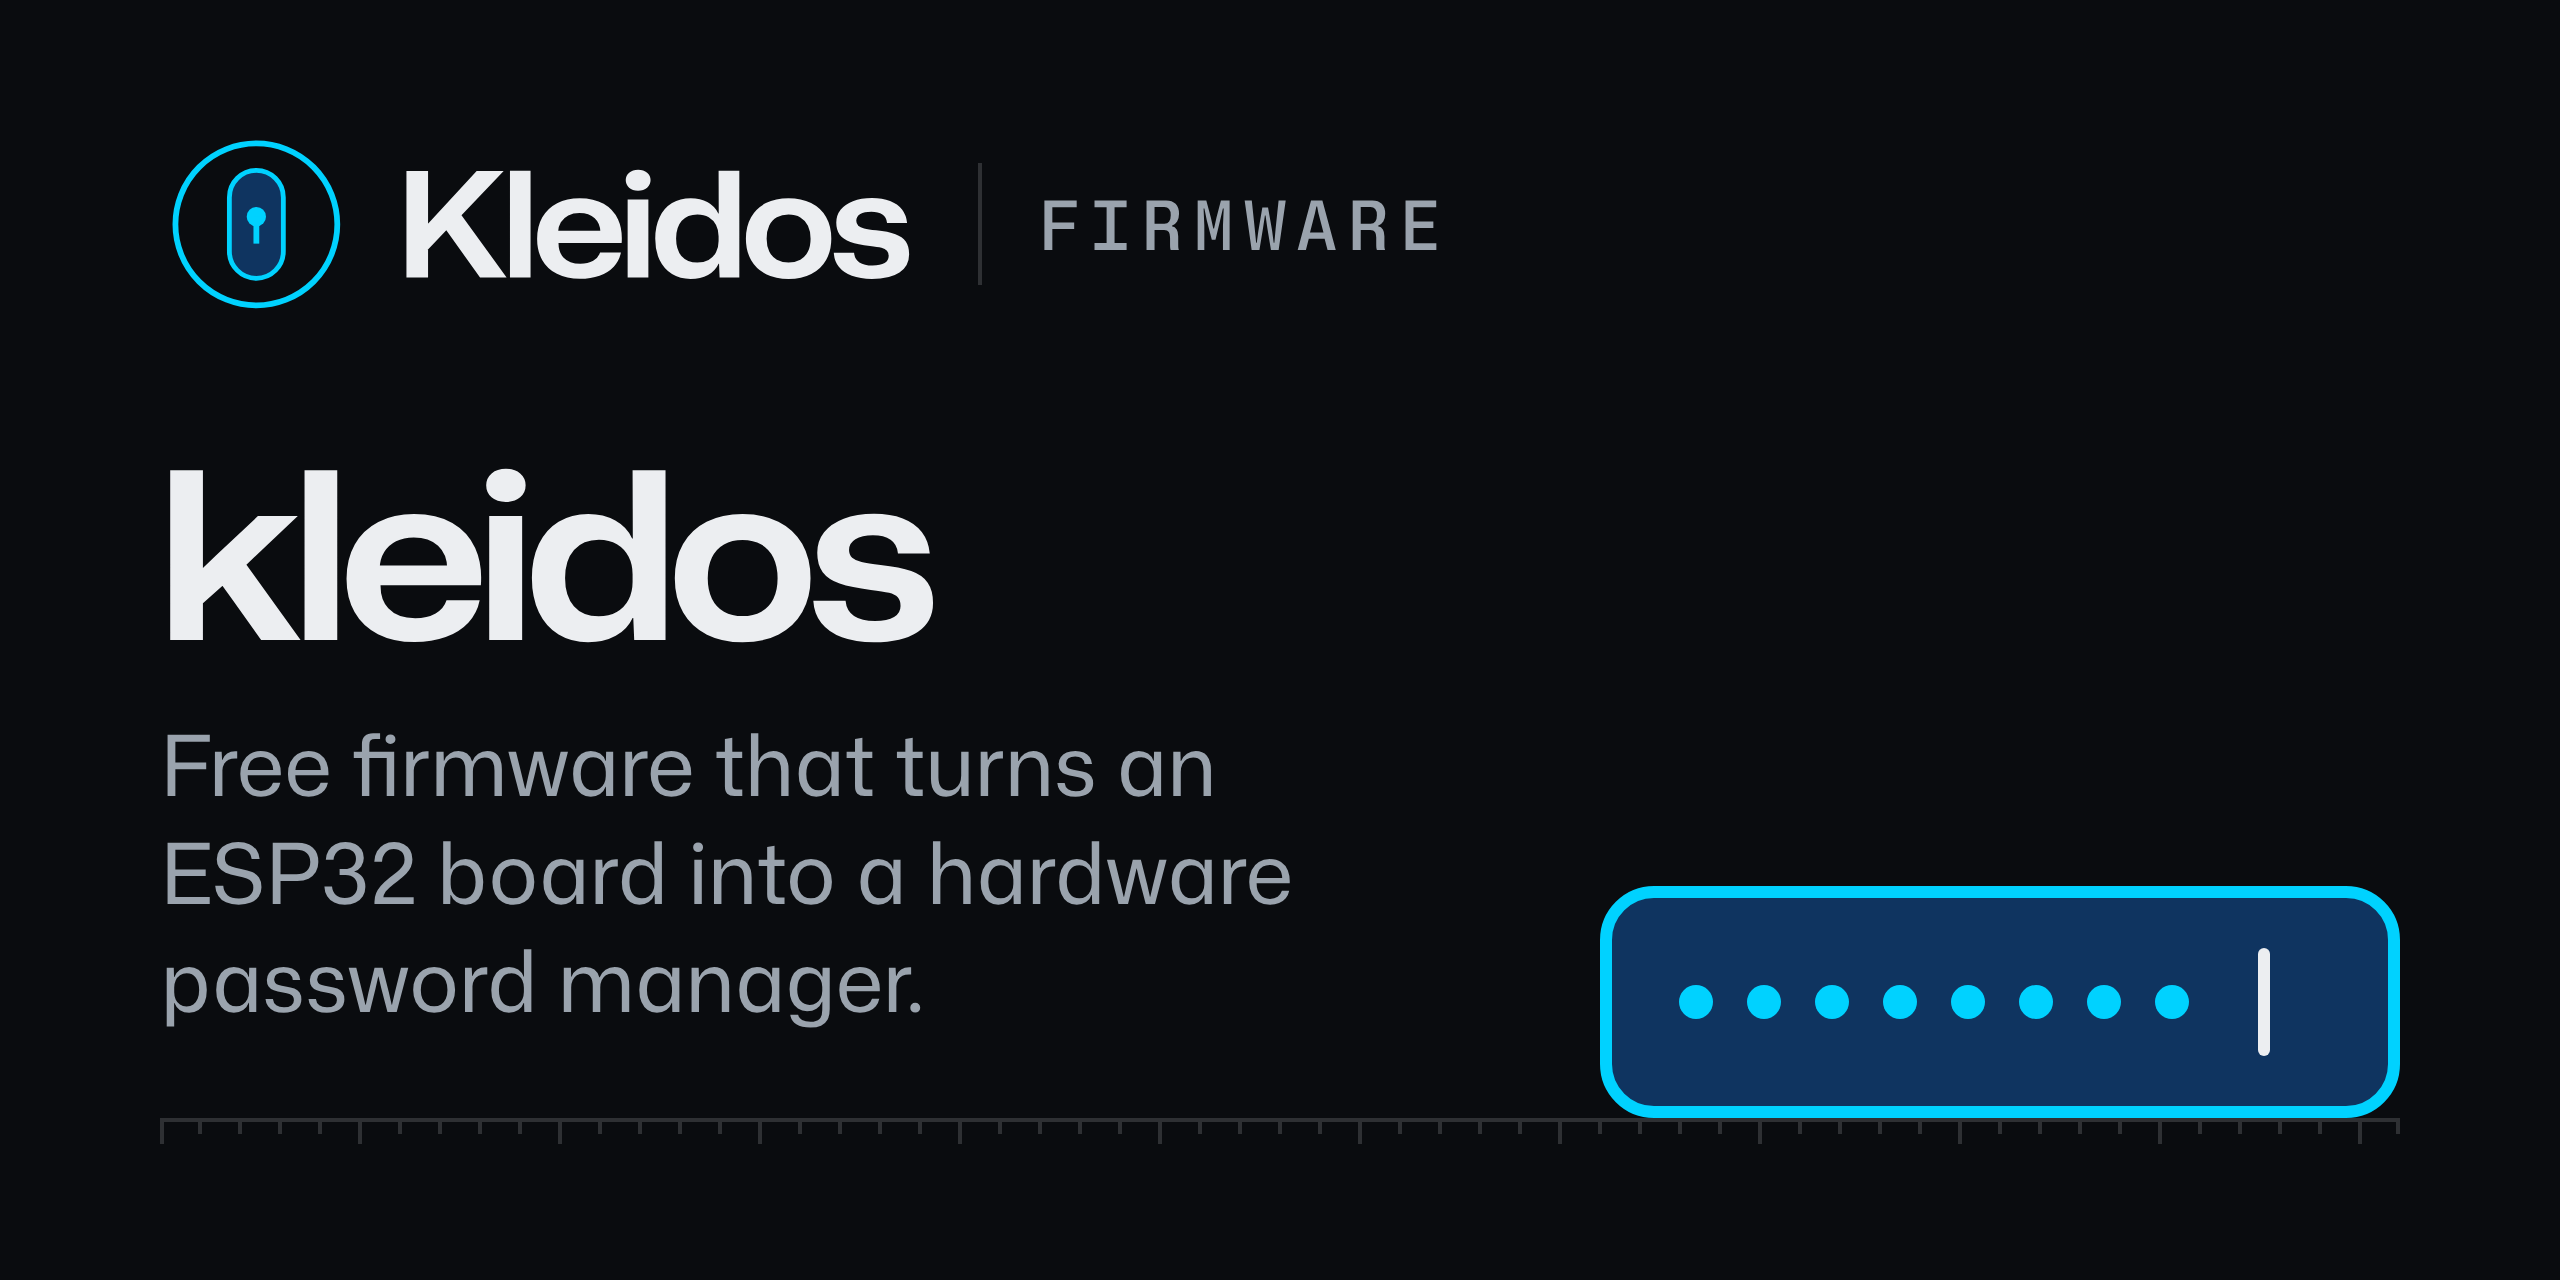 Kleidos
FIRMWARE
kleidos
Free firmware that turns an
ESP32 board into a hardware
password manager.